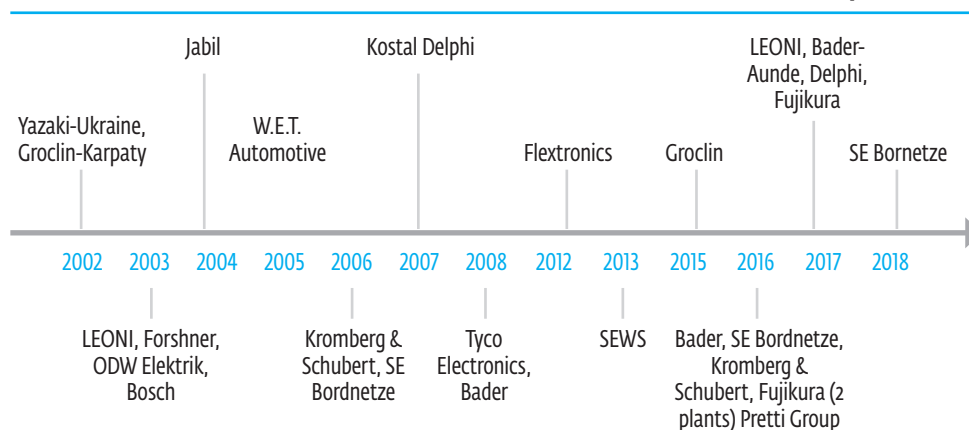 Jabil
Kostal Delphi
LEONI, Bader-
Aunde, Delphi,
Fujikura
Yazaki-Ukraine,
Groclin-Karpaty
W.E.T.
Automotive
Flextronics
Groclin
SE Bornetze
2002 2003 2004 2005 2006 2007 2008 2012 2013 2015 2016 2017 2018
LEONI, Forshner,
ODW Elektrik,
Bosch
Kromberg &
Schubert, SE
Bordnetze
Tyco
Electronics,
Bader
SEWS
Bader, SE Bordnetze,
Kromberg &
Schubert, Fujikura (2
plants) Pretti Group